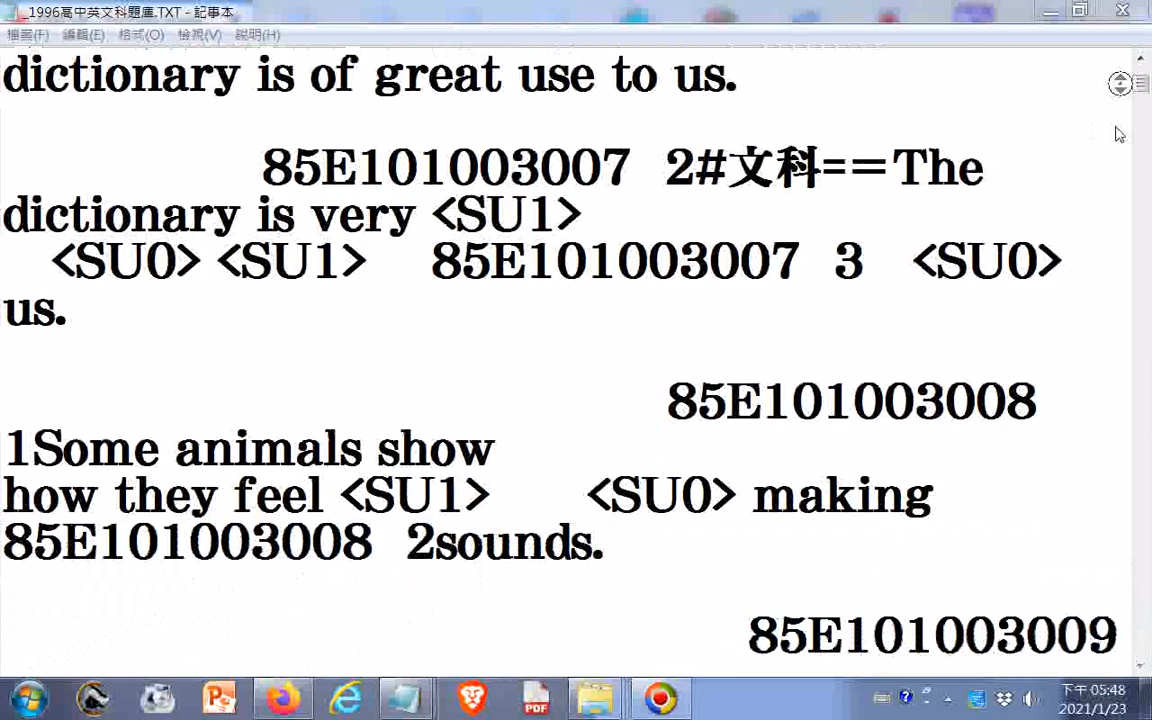 _1996高中英文科題庫.TXT - 記事本
檔案(F) 編輯(E) 格式(O) 檢視(V) 說明(H)
dictionary is of great use to us.
85E101003007 2#文科==The
dictionary is very <SU1>
<SU0> <SU1> 85E101003007 3 <SU0>
us.
85E101003008
1Some animals show
how they feel <SU1> <SU0> making
85E101003008 2sounds.
85E101003009
PDF
下午 05:48
2021/1/23